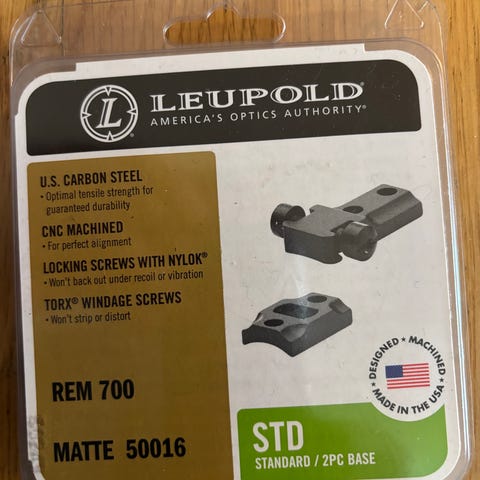 L
LEUPOLD®
AMERICA'S OPTICS AUTHORITY®
U.S. CARBON STEEL
• Optimal tensile strength for
guaranteed durability
CNC MACHINED
• For perfect alignment
LOCKING SCREWS WITH NYLOK®
• Won't back out under recoil or vibration
TORX® WINDAGE SCREWS
• Won't strip or distort
REM 700
MATTE 50016
DESIGNED • MACHINED
• MADE IN THE USA •
STD
STANDARD / 2PC BASE